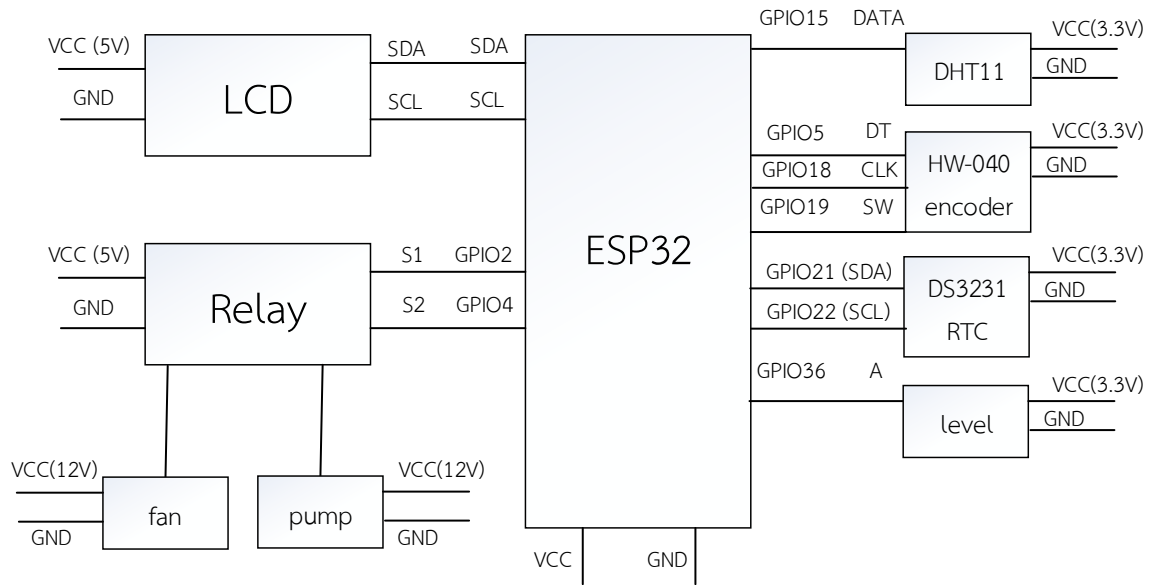 GPIO15 DATA
VCC (5V)
SDA SDA
VCC(3.3V)
GND
LCD
SCL SCL
DHT11
GND
GPIO5 DT
VCC(3.3V)
GPIO18 CLK
HW-040
encoder
GND
GPIO19 SW
ESP32
VCC (5V)
GND
Relay
S1 GPIO2
S2 GPIO4
GPIO21 (SDA)
GPIO22 (SCL)
DS3231
RTC
VCC(3.3V)
GND
GPIO36 A
level
VCC(3.3V)
GND
VCC(12V)
GND
fan
pump
VCC(12V)
GND
VCC GND